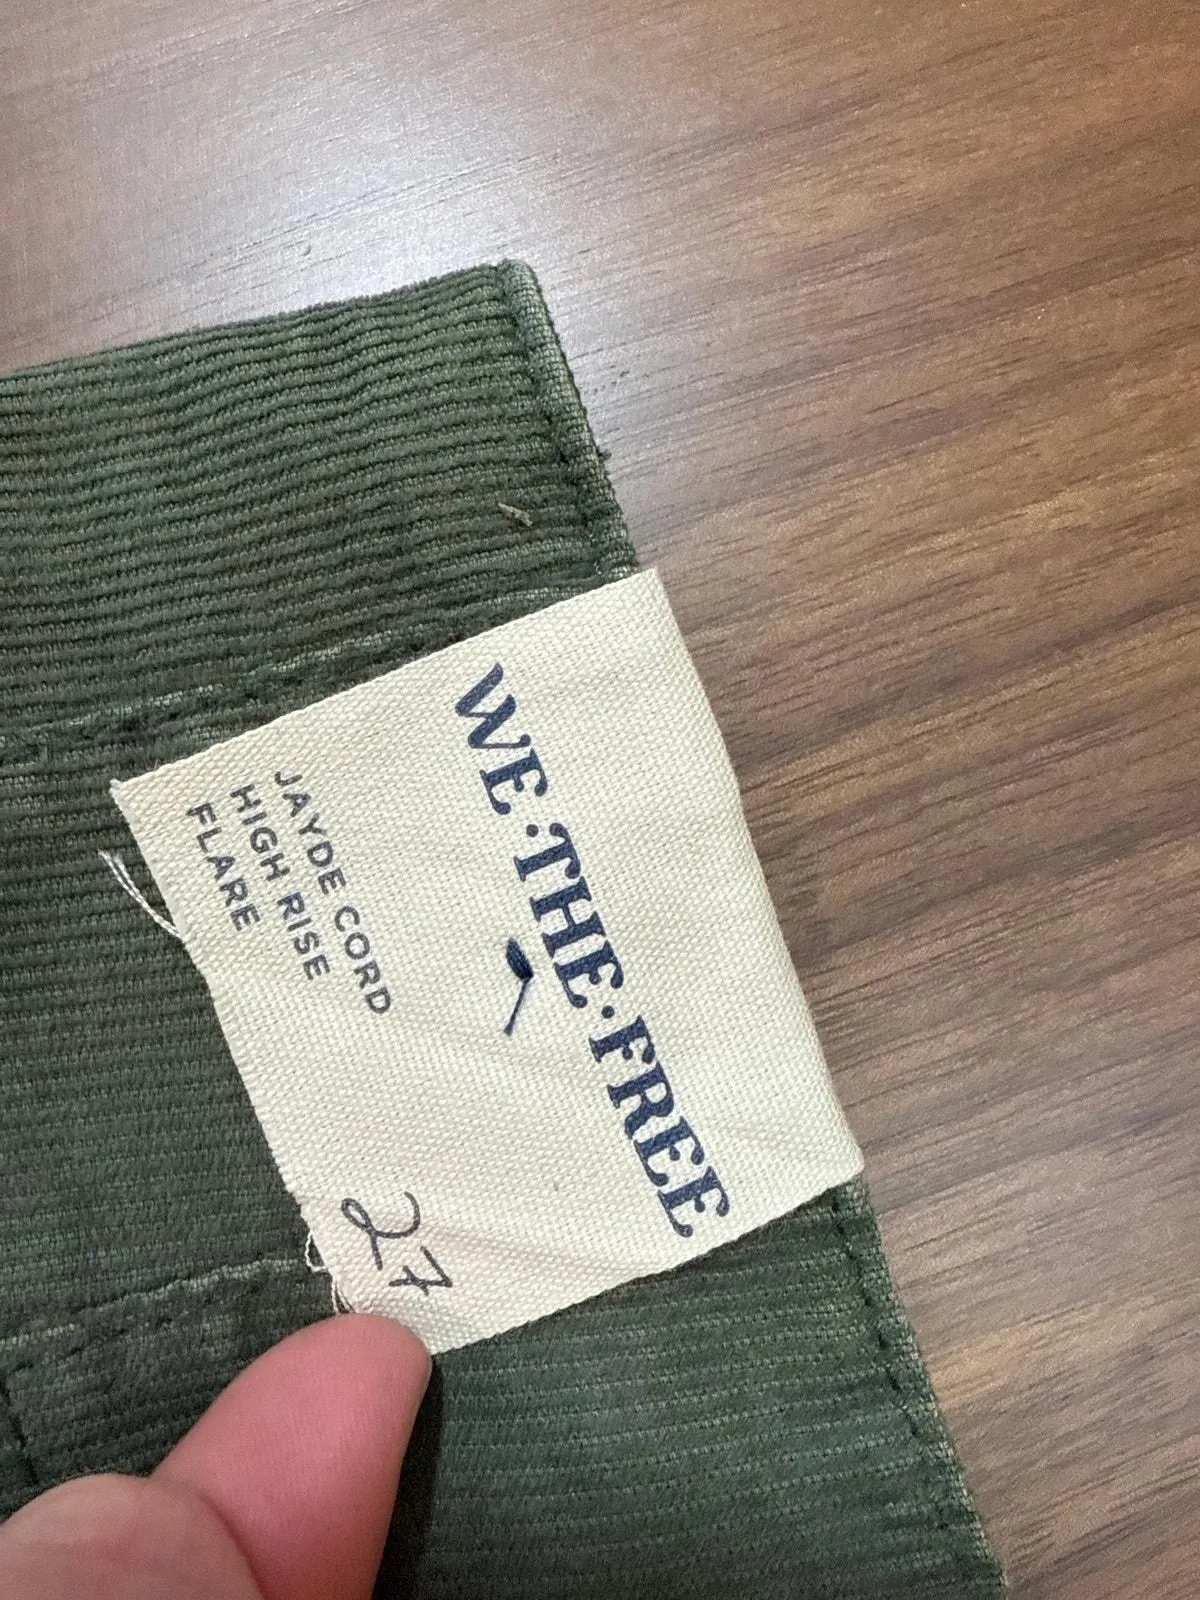 WE·THE·FREE
JAYDE CORD
HIGH RISE
FLARE
27